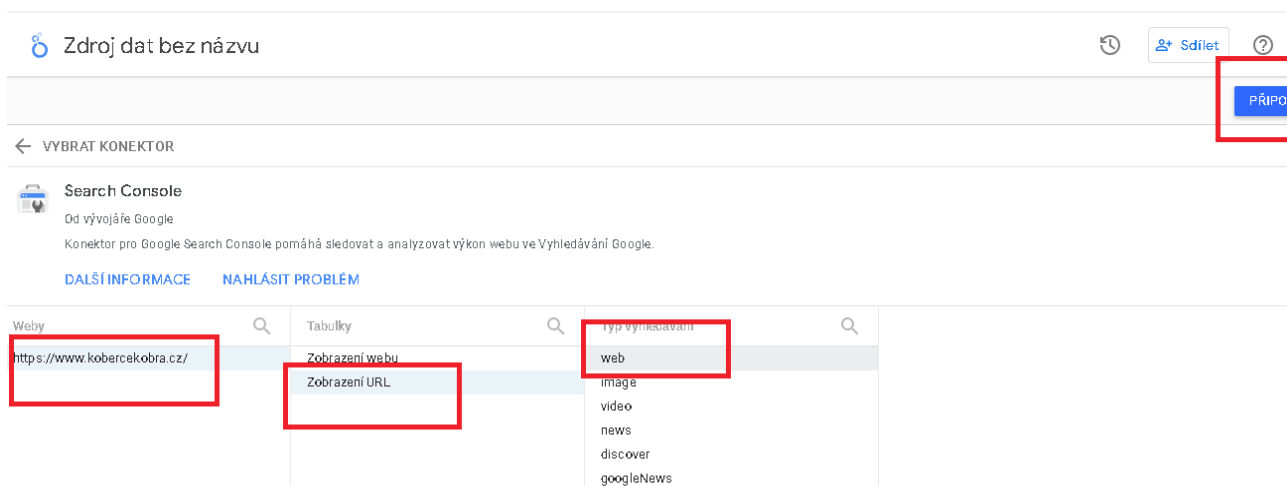 Zdroj dat bez názvu
Sdílet
PŘIPO
VYBRAT KONEKTOR
Search Console
Od vývojáře Google
Konektor pro Google Search Console pomáhá sledovat a analyzovat výkon webu ve Vyhledávání Google.
DALŠÍ INFORMACE NAHLÁSIT PROBLÉM
Weby Tabulky Typ vyhledávání
https://www.kobercekobra.cz/ Zobrazení webu web
Zobrazení URL image
video
news
discover
googleNews